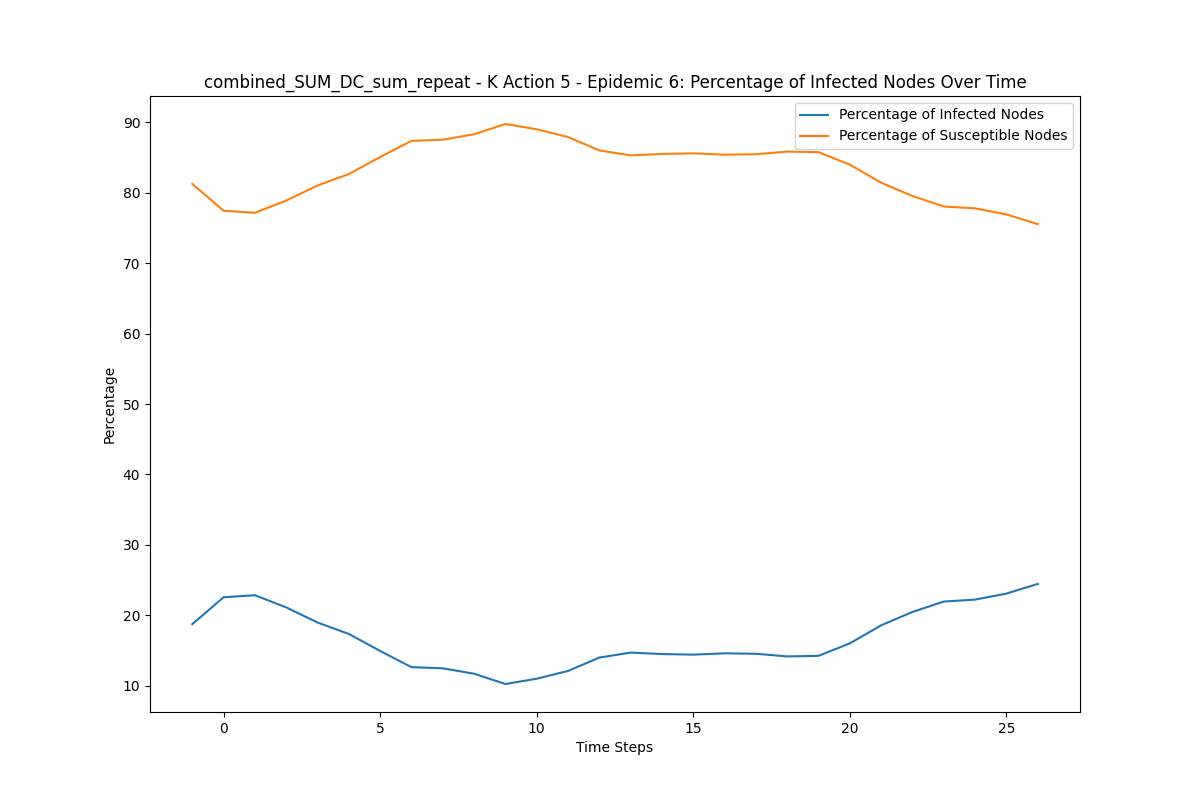 combined_SUM_DC_sum_repeat - K Action 5 - Epidemic 6: Percentage of Infected Nodes Over Time
Percentage of Infected Nodes
Percentage of Susceptible Nodes
90
80
70
60
50
40
30
20
10
Percentage
0 5 10 15 20 25
Time Steps